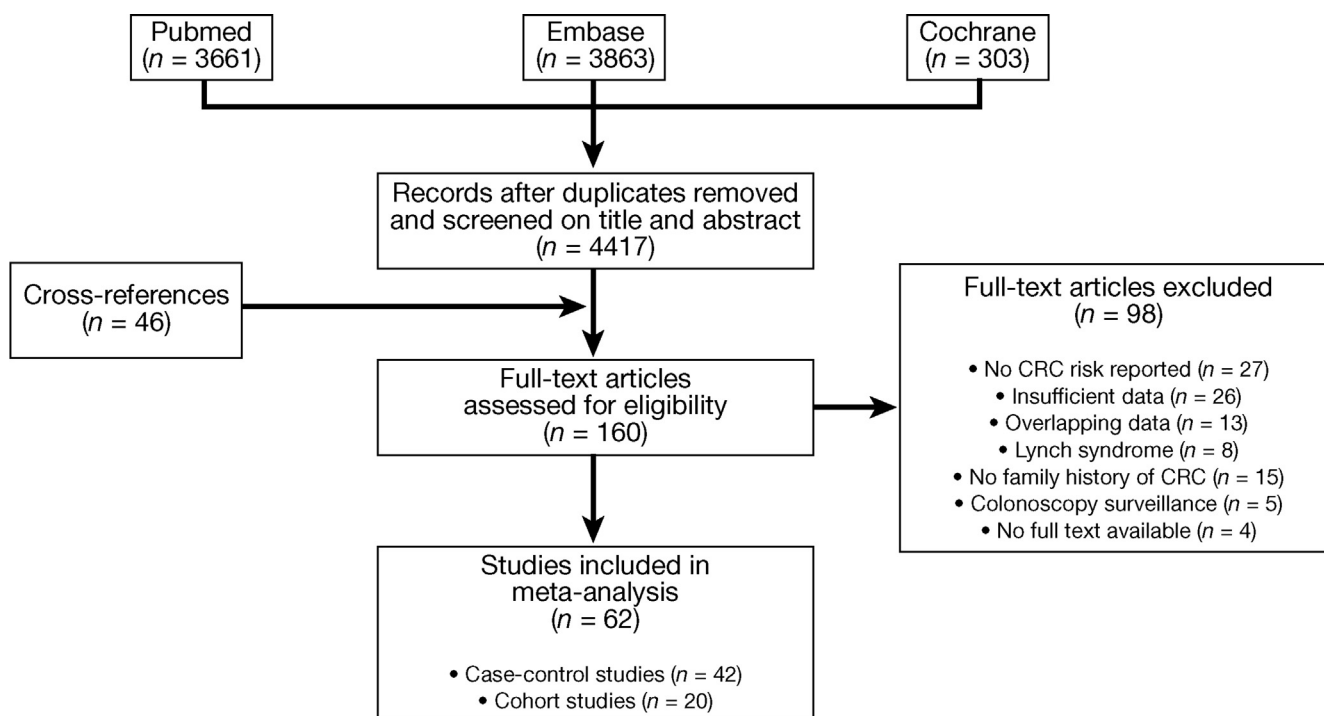 Pubmed
(n = 3661)
Embase
(n = 3863)
Cochrane
(n = 303)
Records after duplicates removed
and screened on title and abstract
(n = 4417)
Cross-references
(n = 46)
Full-text articles
assessed for eligibility
(n = 160)
Full-text articles excluded
(n = 98)
• No CRC risk reported (n = 27)
• Insufficient data (n = 26)
• Overlapping data (n = 13)
• Lynch syndrome (n = 8)
• No family history of CRC (n = 15)
• Colonoscopy surveillance (n = 5)
• No full text available (n = 4)
Studies included in
meta-analysis
(n = 62)
• Case-control studies (n = 42)
• Cohort studies (n = 20)